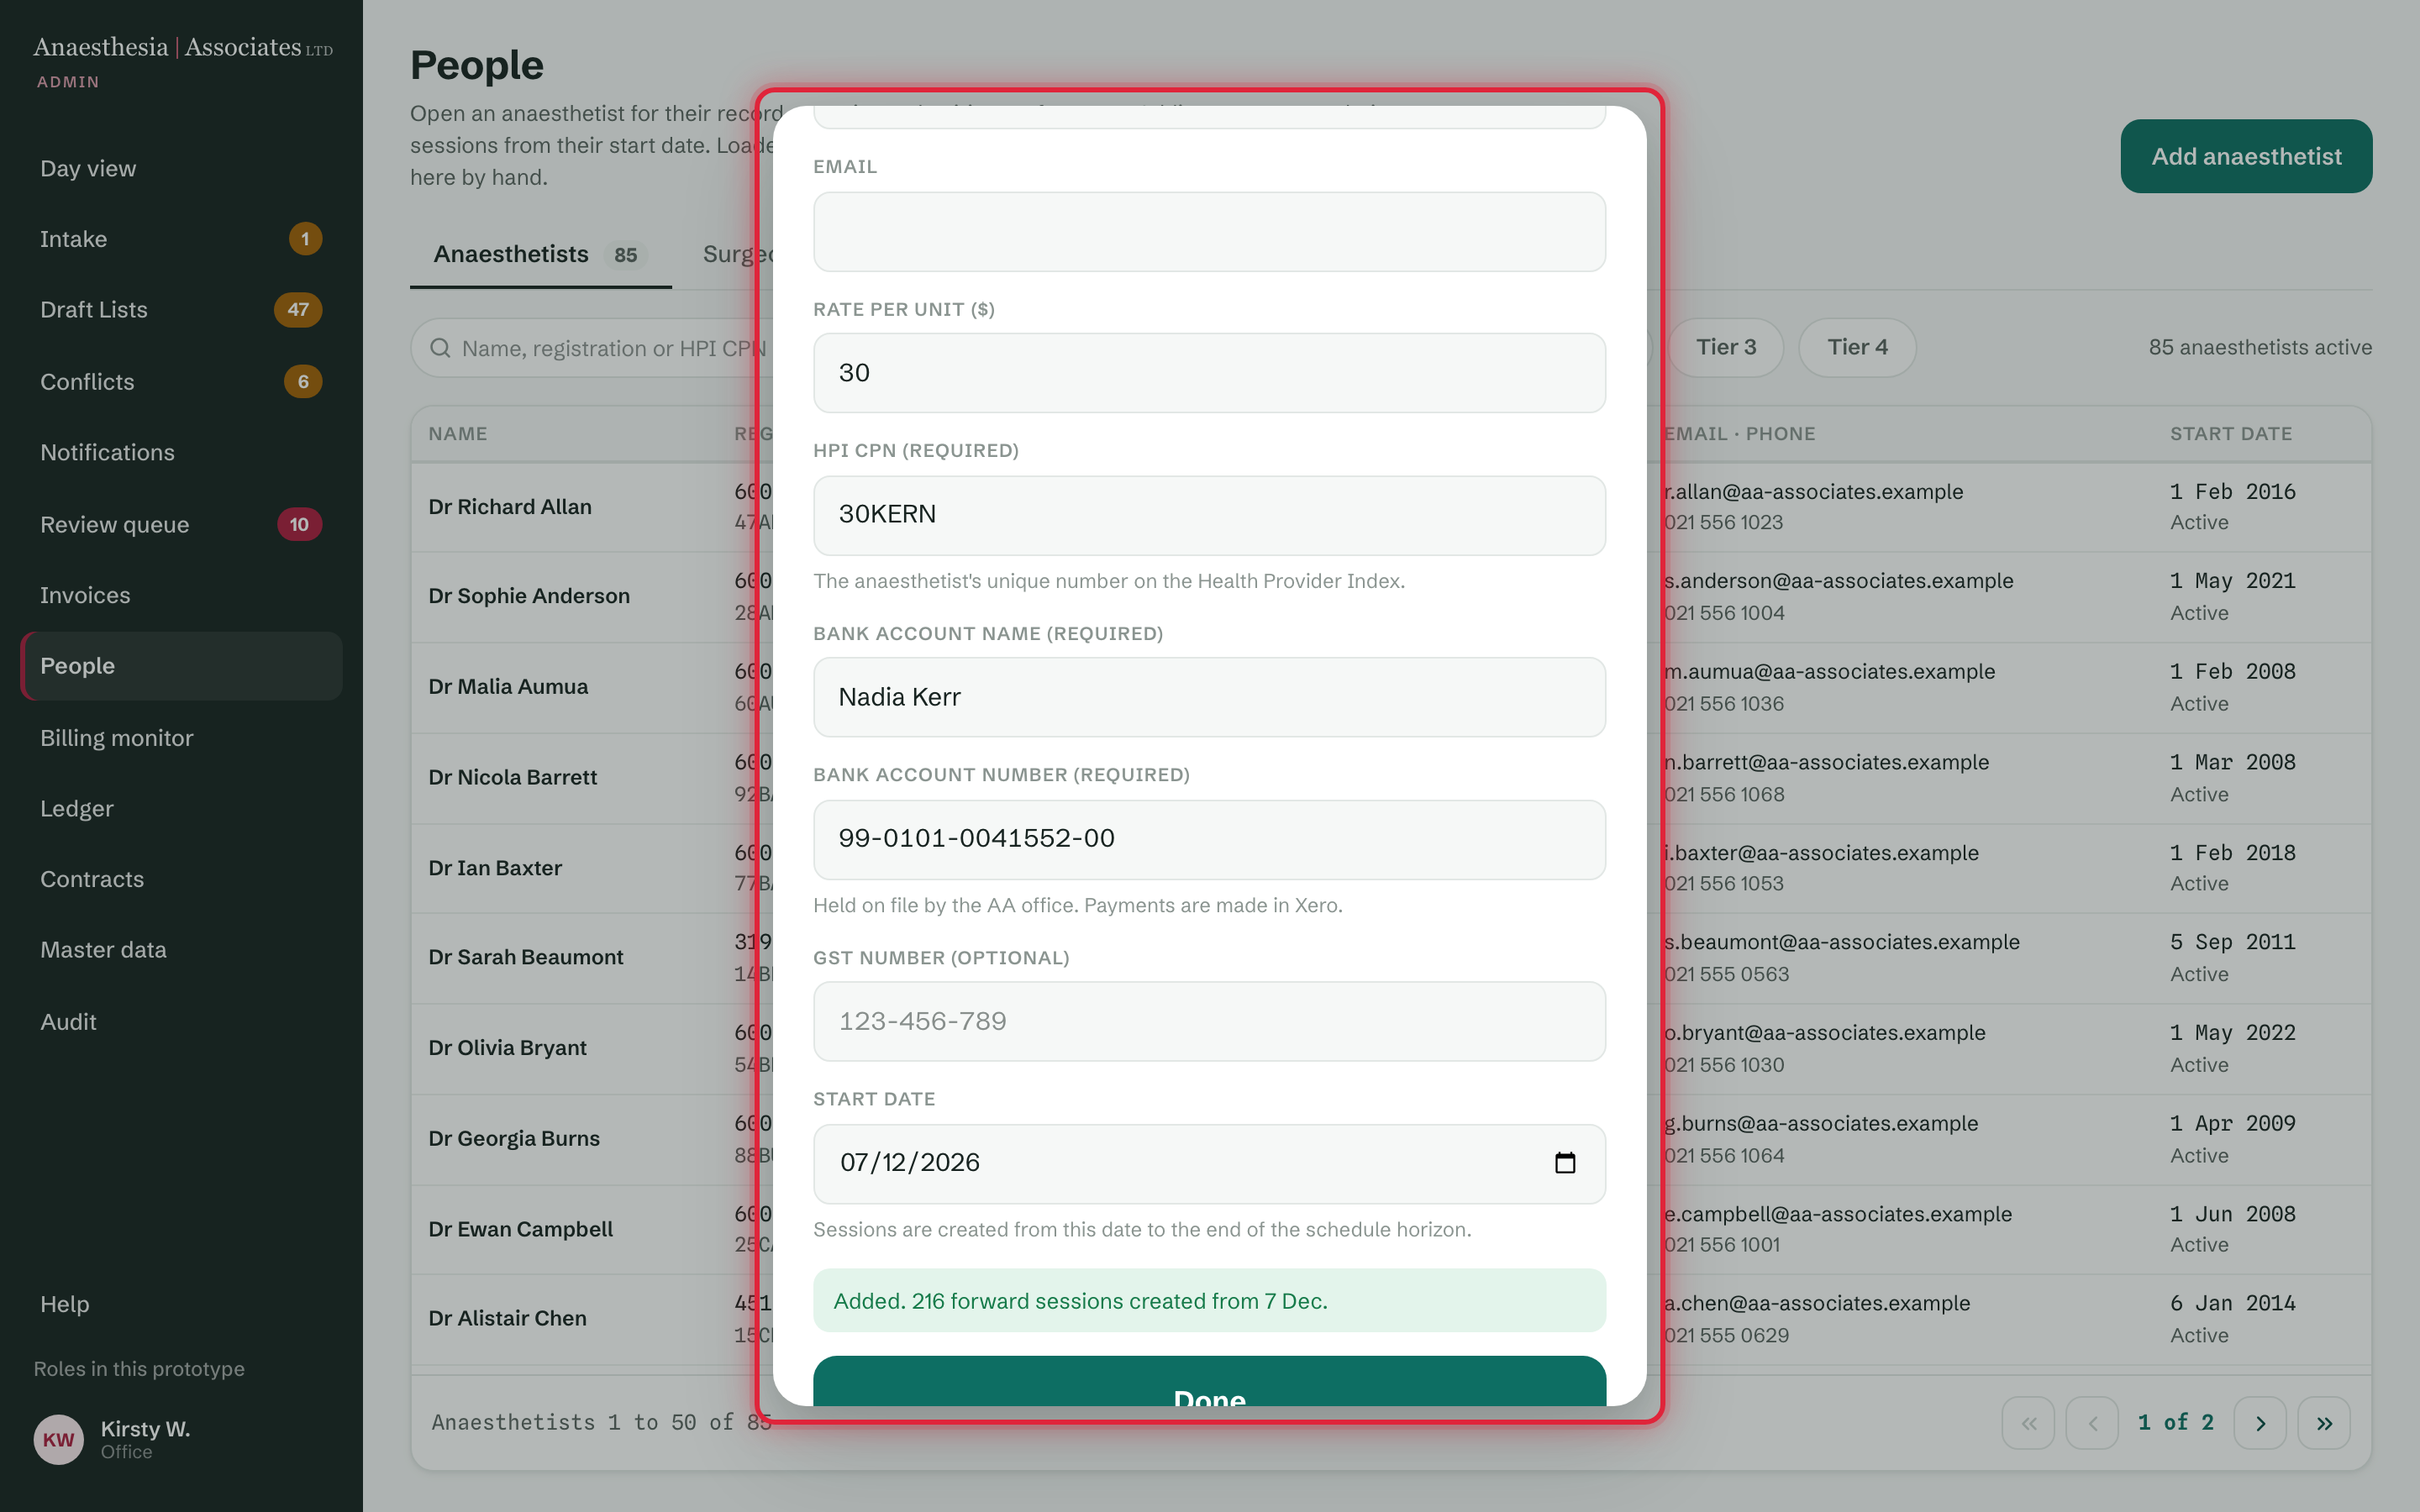 Anaesthesia | Associates LTD
ADMIN
Day view
Intake 1
Draft Lists 47
Conflicts 6
Notifications
Review queue 10
Invoices
People
Billing monitor
Ledger
Contracts
Master data
Audit
Help
Roles in this prototype
KW
Kirsty W.
Office
People
Open an anaesthetist for their record
sessions from their start date.
here by hand.
Add anaesthetist
Anaesthetists 85
Name, registration or HPI CPN
Tier 3
Tier 4
85 anaesthetists active
NAME
EMAIL · PHONE
START DATE
Dr Richard Allan
r.allan@aa-associates.example
021 556 1023
1 Feb 2016
Active
Dr Sophie Anderson
s.anderson@aa-associates.example
021 556 1004
1 May 2021
Active
Dr Malia Aumua
m.aumua@aa-associates.example
021 556 1036
1 Feb 2008
Active
Dr Nicola Barrett
n.barrett@aa-associates.example
021 556 1068
1 Mar 2008
Active
Dr Ian Baxter
i.baxter@aa-associates.example
021 556 1053
1 Feb 2018
Active
Dr Sarah Beaumont
s.beaumont@aa-associates.example
021 555 0563
5 Sep 2011
Active
Dr Olivia Bryant
o.bryant@aa-associates.example
021 556 1030
1 May 2022
Active
Dr Georgia Burns
g.burns@aa-associates.example
021 556 1064
1 Apr 2009
Active
Dr Ewan Campbell
e.campbell@aa-associates.example
021 556 1001
1 Jun 2008
Active
Dr Alistair Chen
a.chen@aa-associates.example
021 555 0629
6 Jan 2014
Active
Anaesthetists 1 to 50 of 85
« ‹ 1 of 2 › »
EMAIL
RATE PER UNIT ($)
30
HPI CPN (REQUIRED)
30KERN
The anaesthetist's unique number on the Health Provider Index.
BANK ACCOUNT NAME (REQUIRED)
Nadia Kerr
BANK ACCOUNT NUMBER (REQUIRED)
99-0101-0041552-00
Held on file by the AA office. Payments are made in Xero.
GST NUMBER (OPTIONAL)
123-456-789
START DATE
07/12/2026
Sessions are created from this date to the end of the schedule horizon.
Added. 216 forward sessions created from 7 Dec.
Done